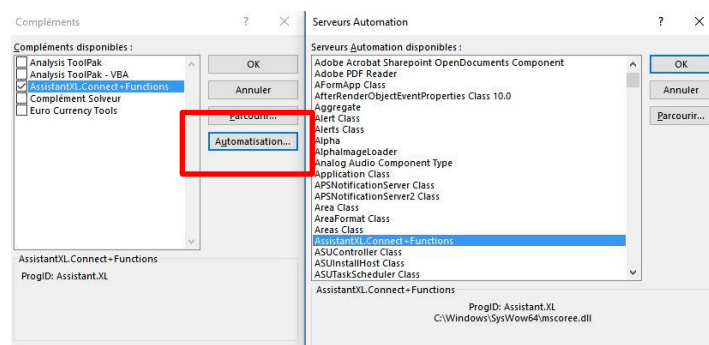 Compléments ? ×
Compléments disponibles :
Analysis ToolPak
Analysis ToolPak - VBA
AssistantXL.Connect+Functions
Complément Solveur
Euro Currency Tools
OK
Annuler
Parcourir...
Automatisation...
AssistantXL.Connect+Functions
ProgID: Assistant.XL
Serveurs Automation ? ×
Serveurs Automation disponibles :
Adobe Acrobat Sharepoint OpenDocuments Component
Adobe PDF Reader
AFormApp Class
AfterRenderObjectEventProperties Class 10.0
Aggregate
Alert Class
Alerts Class
Alpha
AlphaImageLoader
Analog Audio Component Type
Application Class
APSNotificationServer Class
APSNotificationServer2 Class
Area Class
AreaFormat Class
Areas Class
AssistantXL.Connect+Functions
ASUController Class
ASUInstallHost Class
ASUTaskScheduler Class
OK
Annuler
Parcourir...
AssistantXL.Connect+Functions
ProgID: Assistant.XL
C:\Windows\SysWow64\mscoree.dll